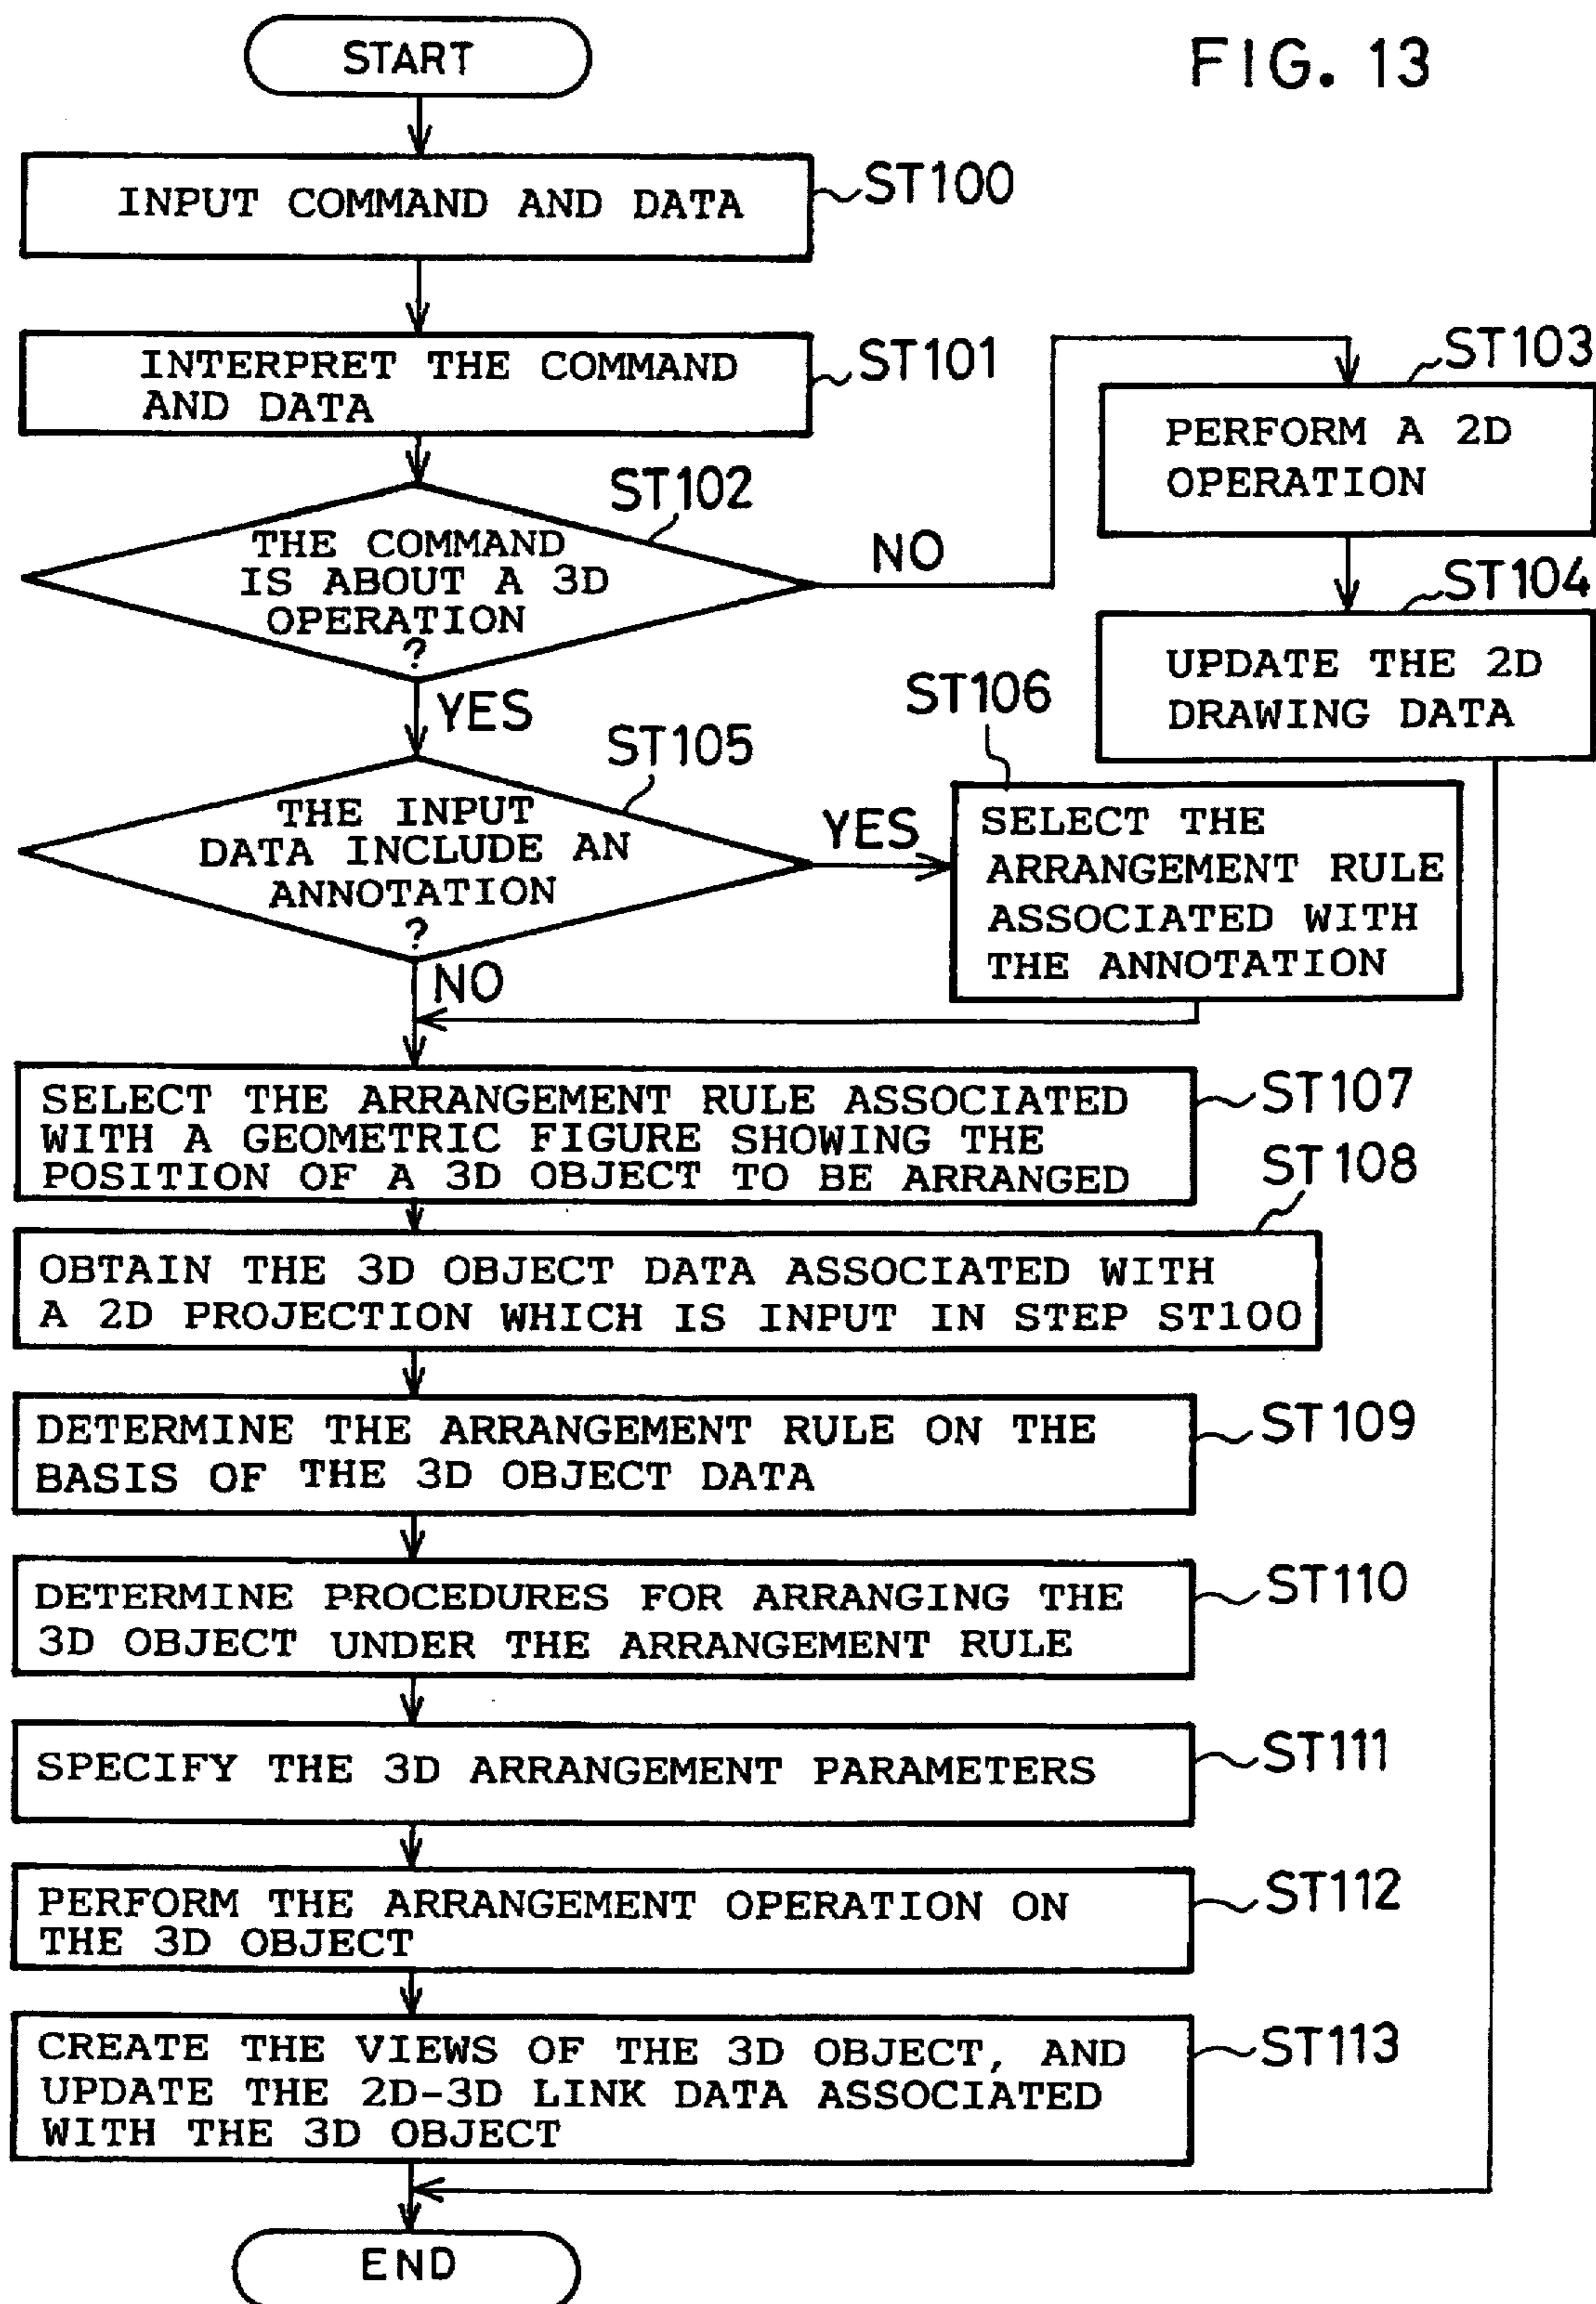 FIG. 13
START
INPUT COMMAND AND DATA
ST100
INTERPRET THE COMMAND
AND DATA
ST101
ST102
THE COMMAND
IS ABOUT A 3D
OPERATION
?
NO
YES
ST103
PERFORM A 2D
OPERATION
ST104
UPDATE THE 2D
DRAWING DATA
ST105
THE INPUT
DATA INCLUDE AN
ANNOTATION
?
YES
NO
ST106
SELECT THE
ARRANGEMENT RULE
ASSOCIATED WITH
THE ANNOTATION
SELECT THE ARRANGEMENT RULE ASSOCIATED
WITH A GEOMETRIC FIGURE SHOWING THE
POSITION OF A 3D OBJECT TO BE ARRANGED
ST107
ST108
OBTAIN THE 3D OBJECT DATA ASSOCIATED WITH
A 2D PROJECTION WHICH IS INPUT IN STEP ST100
DETERMINE THE ARRANGEMENT RULE ON THE
BASIS OF THE 3D OBJECT DATA
ST109
DETERMINE PROCEDURES FOR ARRANGING THE
3D OBJECT UNDER THE ARRANGEMENT RULE
ST110
SPECIFY THE 3D ARRANGEMENT PARAMETERS
ST111
PERFORM THE ARRANGEMENT OPERATION ON
THE 3D OBJECT
ST112
CREATE THE VIEWS OF THE 3D OBJECT, AND
UPDATE THE 2D-3D LINK DATA ASSOCIATED
WITH THE 3D OBJECT
ST113
END